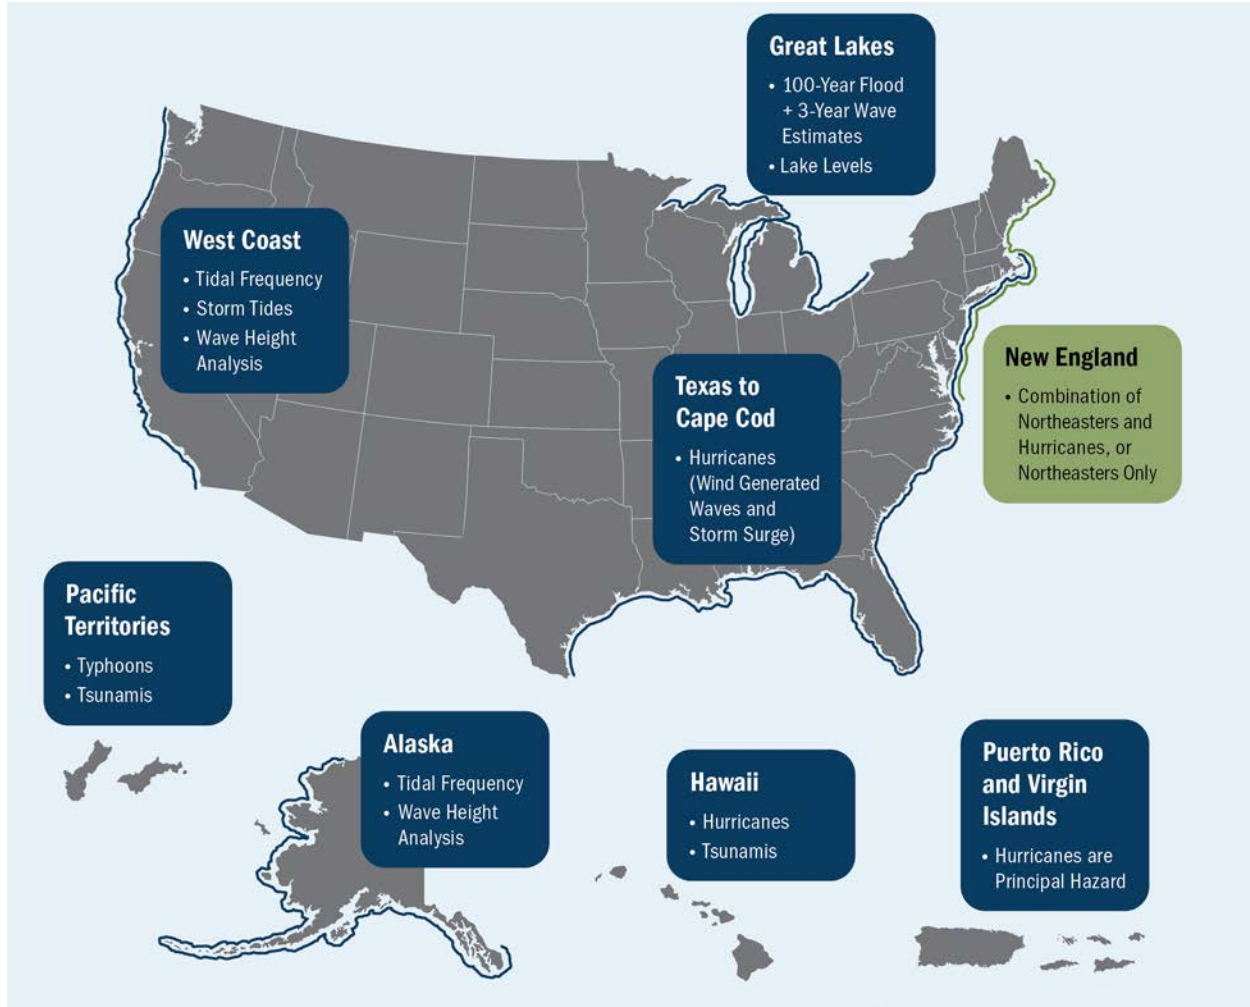 Great Lakes
• 100-Year Flood
+ 3-Year Wave
Estimates
• Lake Levels
West Coast
• Tidal Frequency
• Storm Tides
• Wave Height
Analysis
New England
• Combination of
Northeasters and
Hurricanes, or
Northeasters Only
Texas to
Cape Cod
• Hurricanes
(Wind Generated
Waves and
Storm Surge)
Pacific
Territories
• Typhoons
• Tsunamis
Alaska
• Tidal Frequency
• Wave Height
Analysis
Hawaii
• Hurricanes
• Tsunamis
Puerto Rico
and Virgin
Islands
• Hurricanes are
Principal Hazard